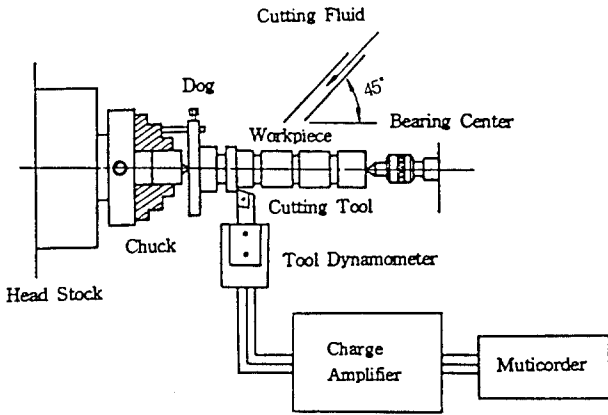 Cutting Fluid
45°
Dog
Bearing Center
Workpiece
Cutting Tool
Chuck
Tool Dynamometer
Head Stock
Charge
Amplifier
Muticorder